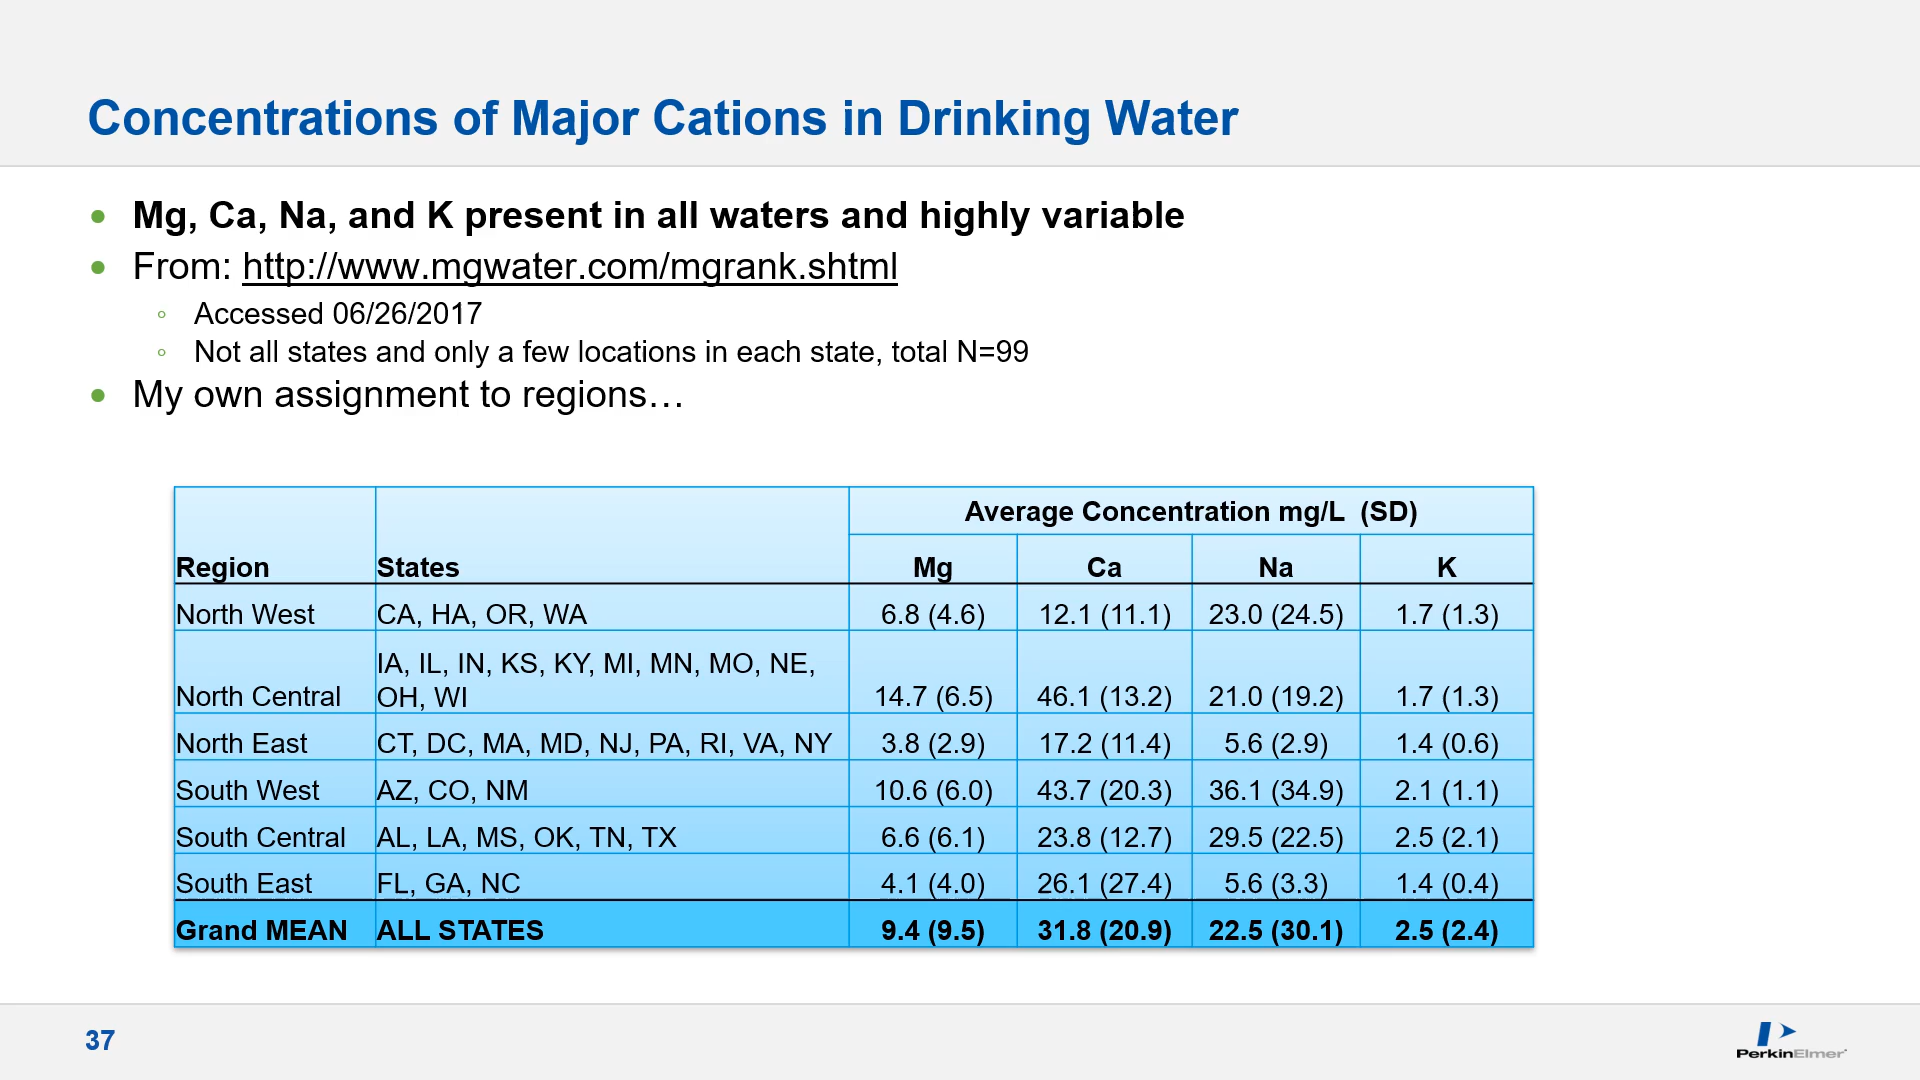 Concentrations of Major Cations in Drinking Water
• Mg, Ca, Na, and K present in all waters and highly variable
• From: http://www.mgwater.com/mgrank.shtml
◦ Accessed 06/26/2017
◦ Not all states and only a few locations in each state, total N=99
• My own assignment to regions…
Average Concentration mg/L (SD)
Region States Mg Ca Na K
North West CA, HA, OR, WA 6.8 (4.6) 12.1 (11.1) 23.0 (24.5) 1.7 (1.3)
IA, IL, IN, KS, KY, MI, MN, MO, NE,
North Central OH, WI 14.7 (6.5) 46.1 (13.2) 21.0 (19.2) 1.7 (1.3)
North East CT, DC, MA, MD, NJ, PA, RI, VA, NY 3.8 (2.9) 17.2 (11.4) 5.6 (2.9) 1.4 (0.6)
South West AZ, CO, NM 10.6 (6.0) 43.7 (20.3) 36.1 (34.9) 2.1 (1.1)
South Central AL, LA, MS, OK, TN, TX 6.6 (6.1) 23.8 (12.7) 29.5 (22.5) 2.5 (2.1)
South East FL, GA, NC 4.1 (4.0) 26.1 (27.4) 5.6 (3.3) 1.4 (0.4)
Grand MEAN ALL STATES 9.4 (9.5) 31.8 (20.9) 22.5 (30.1) 2.5 (2.4)
37
PerkinElmer